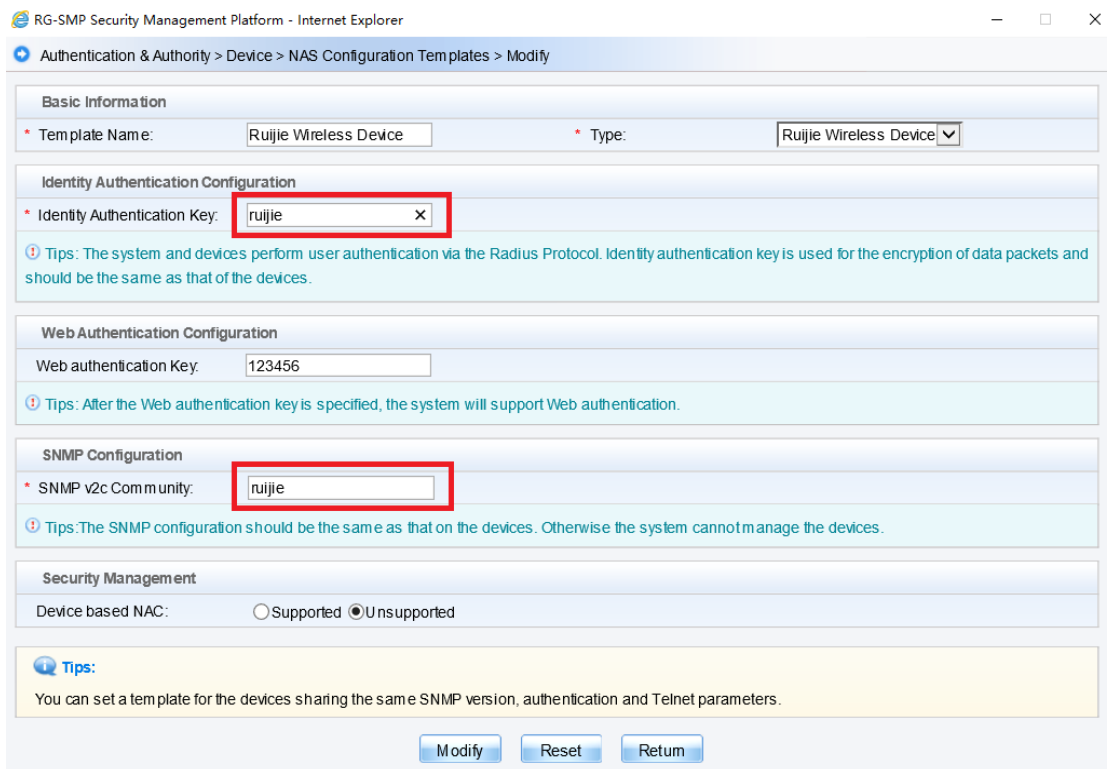 RG-SMP Security Management Platform - Internet Explorer
Authentication & Authority > Device > NAS Configuration Templates > Modify
Basic Information
* Template Name: Ruijie Wireless Device * Type: Ruijie Wireless Device
Identity Authentication Configuration
* Identity Authentication Key: ruijie
Tips: The system and devices perform user authentication via the Radius Protocol. Identity authentication key is used for the encryption of data packets and
should be the same as that of the devices.
Web Authentication Configuration
Web authentication Key: 123456
Tips: After the Web authentication key is specified, the system will support Web authentication.
SNMP Configuration
* SNMP v2c Community: ruijie
Tips:The SNMP configuration should be the same as that on the devices. Otherwise the system cannot manage the devices.
Security Management
Device based NAC: Supported Unsupported
Tips:
You can set a template for the devices sharing the same SNMP version, authentication and Telnet parameters.
Modify Reset Return